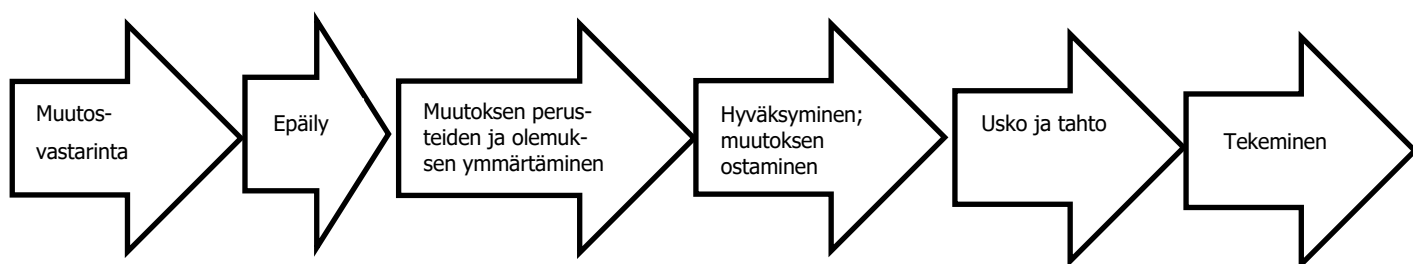 Muutos-
vastarinta
Epäily
Muutoksen perus-
teiden ja olemuk-
sen ymmärtäminen
Hyväksyminen;
muutoksen
ostaminen
Usko ja tahto
Tekeminen